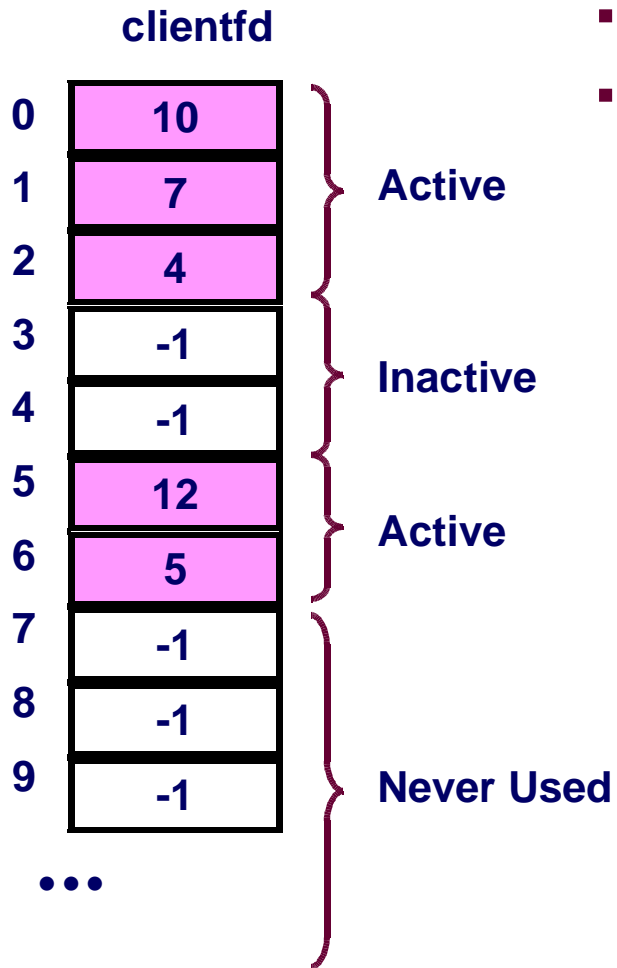 clientfd
0 10
1 7
Active
2 4
3 -1
Inactive
4 -1
5 12
Active
6 5
7 -1
8 -1
9 -1
Never Used
•••